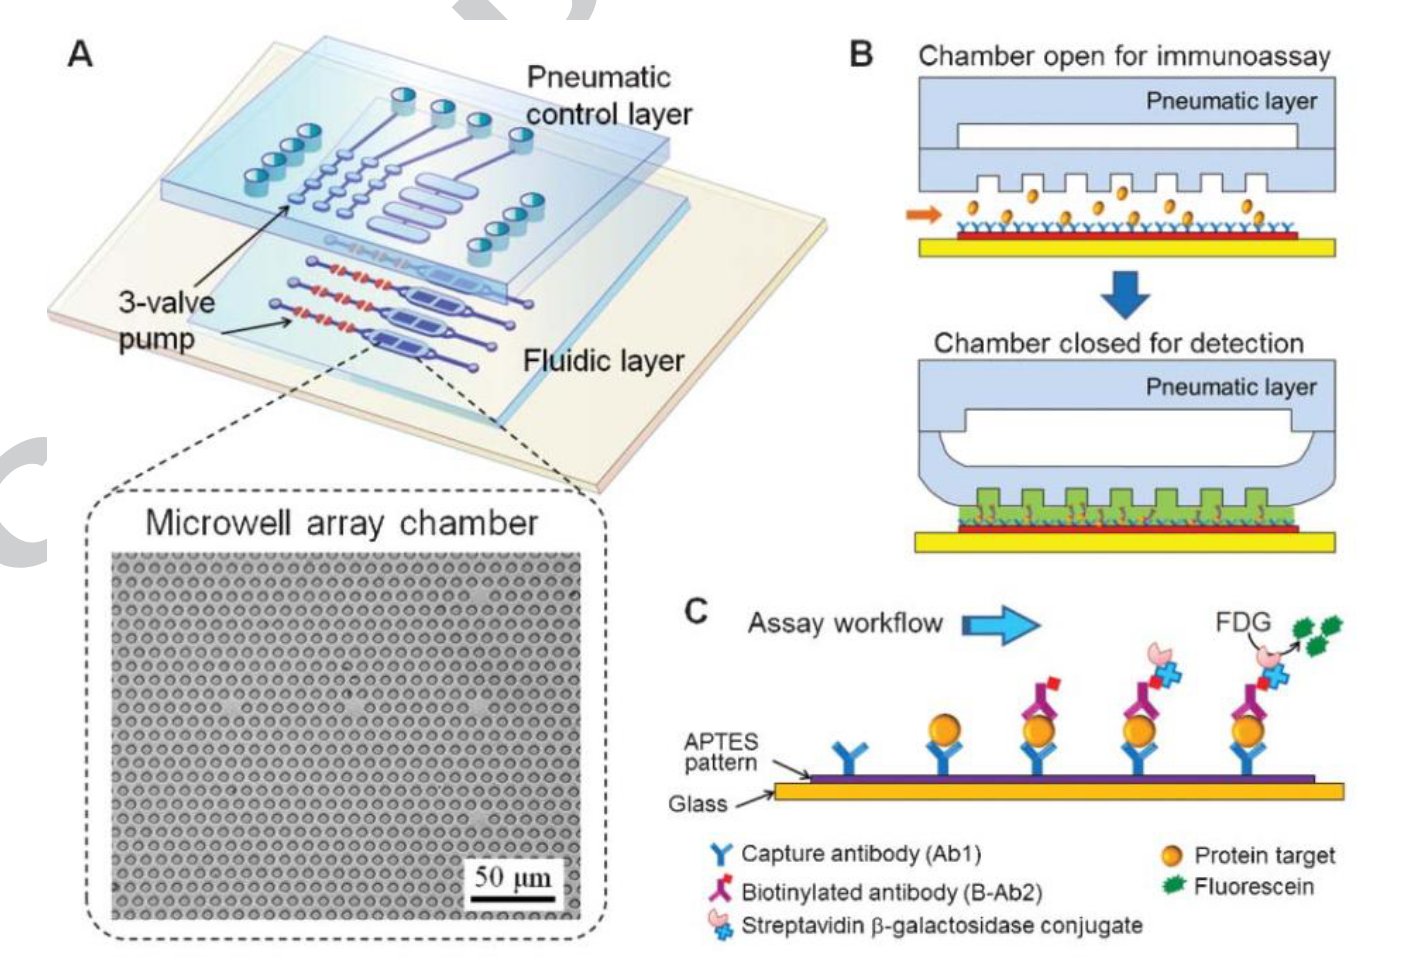 A
Pneumatic
control layer
3-valve
pump
Fluidic layer
Microwell array chamber
50 μm
B
Chamber open for immunoassay
Pneumatic layer
Chamber closed for detection
Pneumatic layer
C
Assay workflow
FDG
APTES
pattern
Glass
Capture antibody (Ab1)
Biotinylated antibody (B-Ab2)
Streptavidin β-galactosidase conjugate
Protein target
Fluorescein